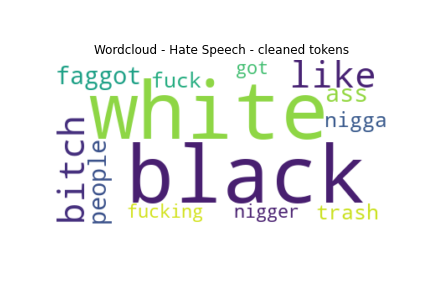 Wordcloud - Hate Speech - cleaned tokens
faggot fuck got like
white ass
nigga
bitch people black
fucking nigger trash